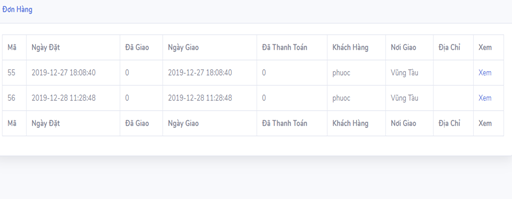 Đơn Hàng
Mã Ngày Đặt Đã Giao Ngày Giao Đã Thanh Toán Khách Hàng Nơi Giao Địa Chỉ Xem
55 2019-12-27 18:08:40 0 2019-12-27 18:08:40 0 phuoc Vũng Tàu Xem
56 2019-12-28 11:28:48 0 2019-12-28 11:28:48 0 phuoc Vũng Tàu Xem
Mã Ngày Đặt Đã Giao Ngày Giao Đã Thanh Toán Khách Hàng Nơi Giao Địa Chỉ Xem